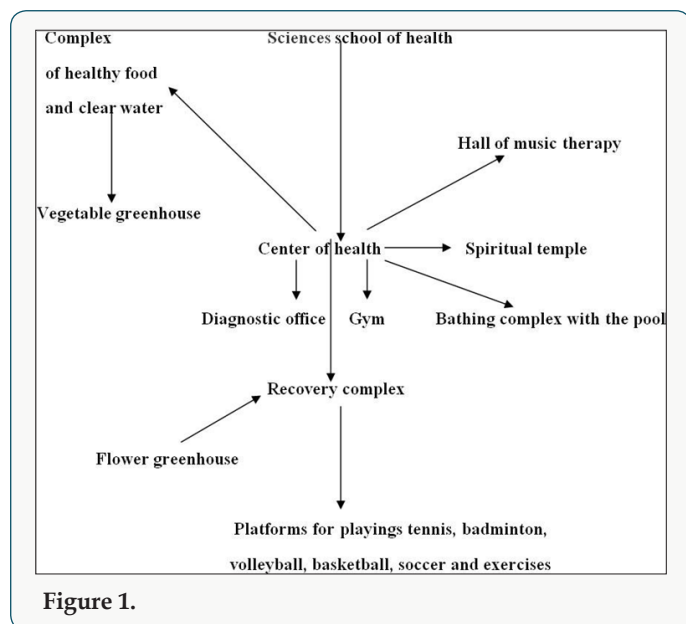 Complex
Sciences school of health
of healthy food
and clear water
Hall of music therapy
Vegetable greenhouse
Center of health
Spiritual temple
Diagnostic office
Gym
Bathing complex with the pool
Recovery complex
Flower greenhouse
Platforms for playings tennis, badminton,
volleyball, basketball, soccer and exercises
Figure 1.